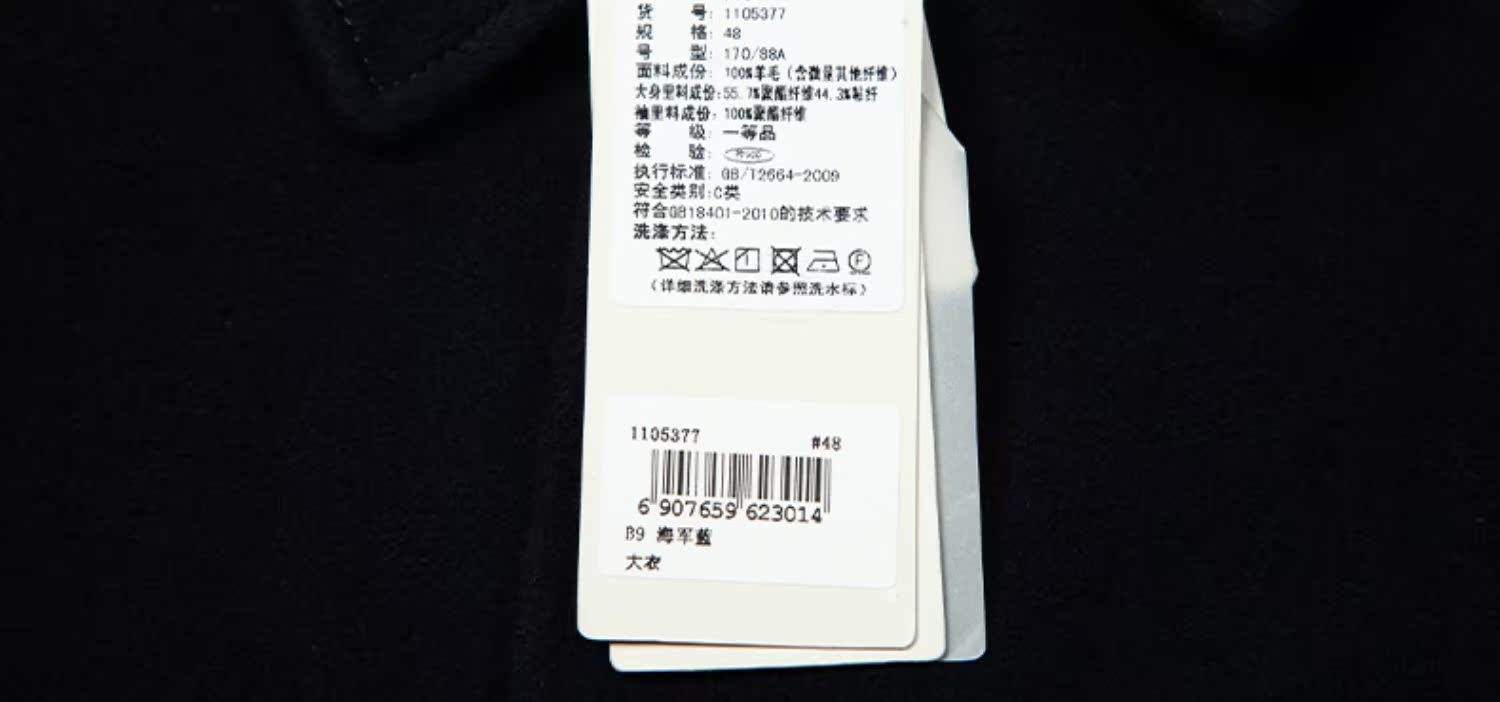 货 号: 1105377
规 格: 48
号 型: 170/88A
面料成份: 100%羊毛(含微量其他纤维)
大身里料成份:55.7%聚酯纤维44.3%粘纤
袖里料成份: 100%聚酯纤维
等 级: 一等品
检 验:
执行标准: GB/T2664-2009
安全类别:C类
符合GB18401-2010的技术要求
洗涤方法:
(详细洗涤方法请参照洗水标)
1105377 #48
6 907659 623014
B9 海军蓝
大衣